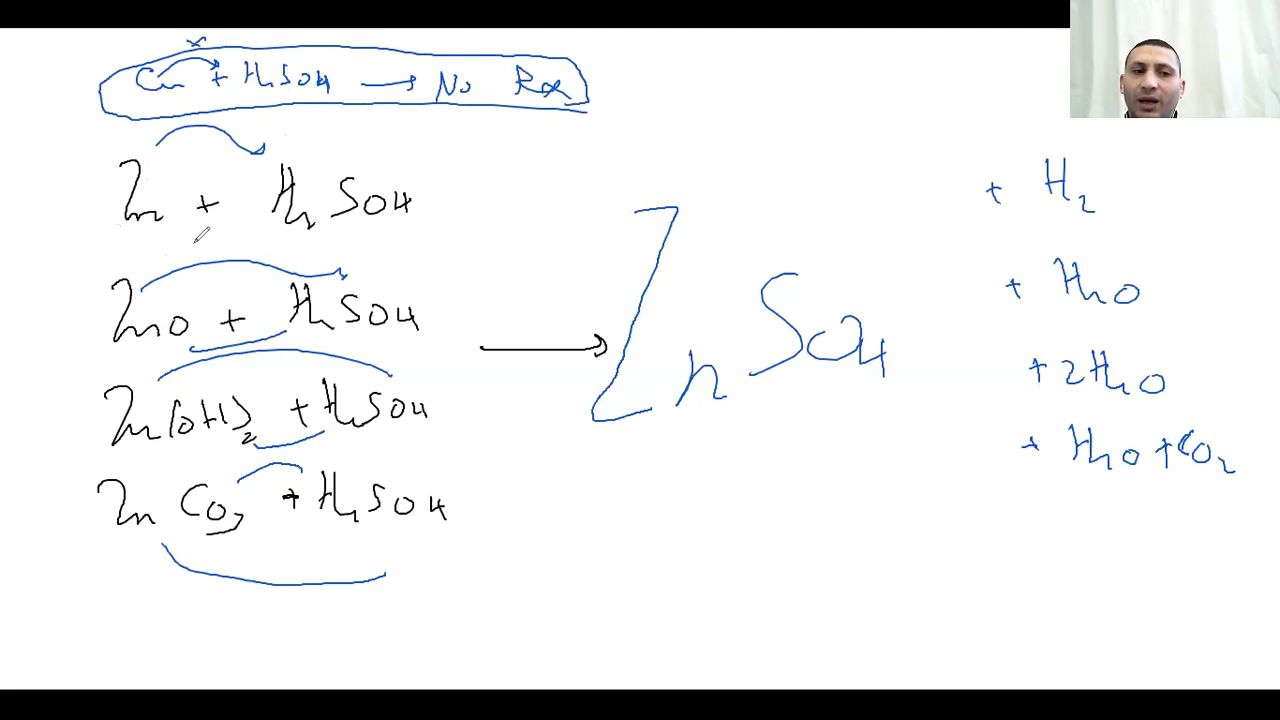 Cu + H2SO4 → No Rx
Zn + H2SO4
+ H2
ZnO + H2SO4
+ H2O
→ ZnSO4
Zn(OH)2 + H2SO4
+ 2H2O
ZnCO3 + H2SO4
+ H2O + CO2